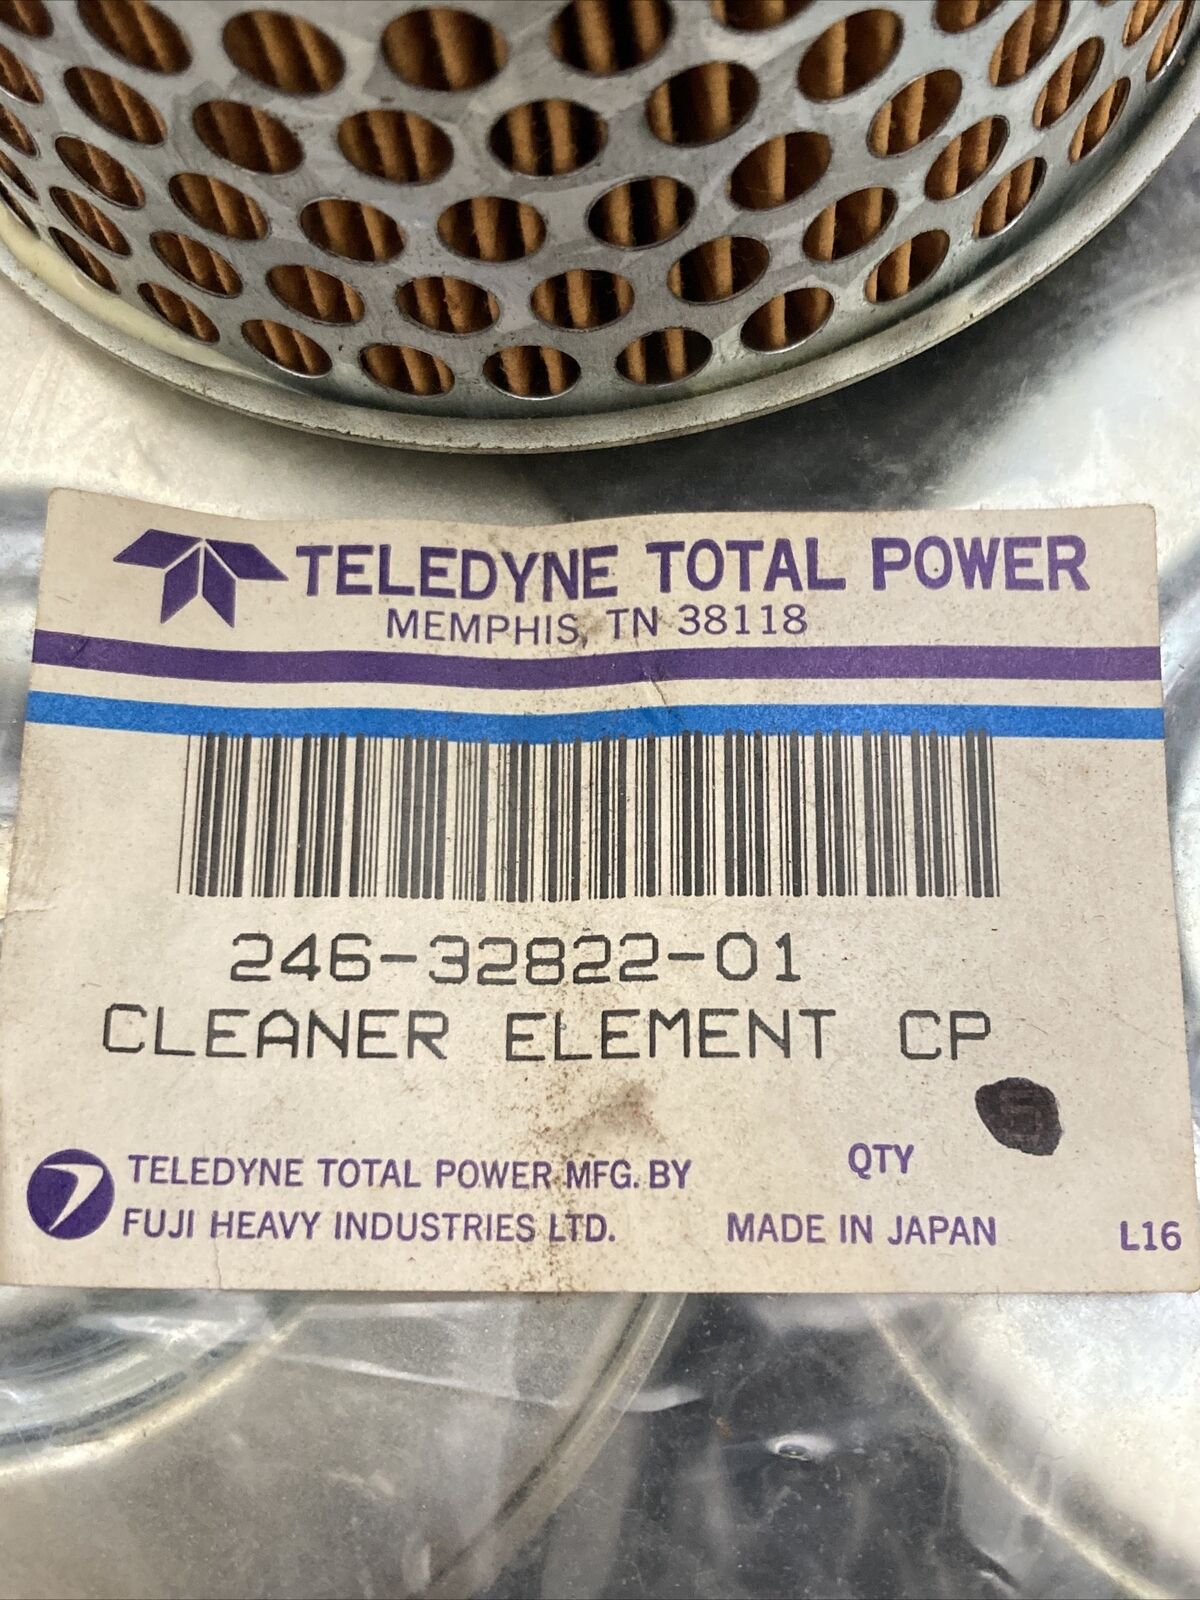 TELEDYNE TOTAL POWER
MEMPHIS, TN 38118
246-32822-01
CLEANER ELEMENT CP
TELEDYNE TOTAL POWER MFG. BY
FUJI HEAVY INDUSTRIES LTD.
QTY
MADE IN JAPAN
L16